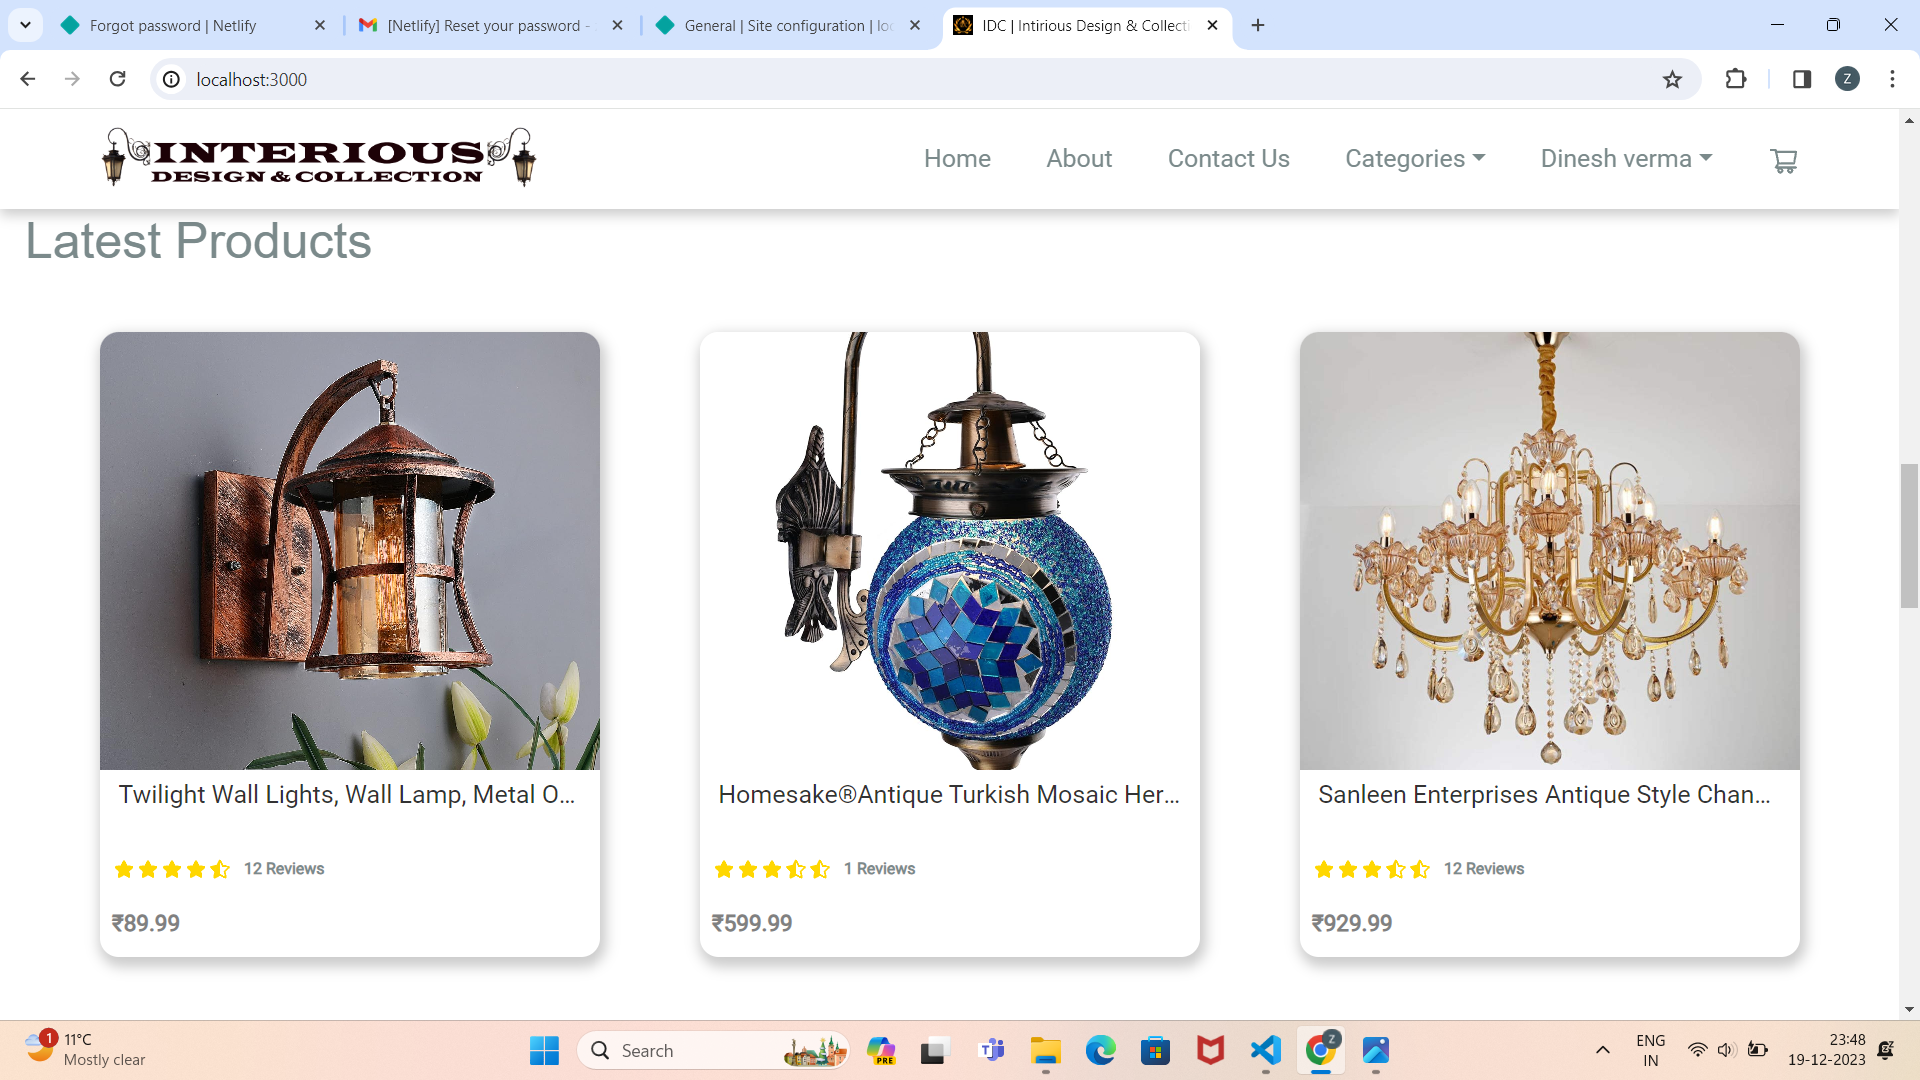 Forgot password | Netlify
[Netlify] Reset your password -
General | Site configuration | loc
IDC | Intirious Design & Collecti
localhost:3000
Z
INTERIOUS
DESIGN & COLLECTION
Home
About
Contact Us
Categories
Dinesh verma
Latest Products
Twilight Wall Lights, Wall Lamp, Metal O...
Homesake®Antique Turkish Mosaic Her...
Sanleen Enterprises Antique Style Chan...
12 Reviews
1 Reviews
12 Reviews
₹89.99
₹599.99
₹929.99
1
11°C
Mostly clear
Search
PRE
Z
ENG
IN
23:48
19-12-2023